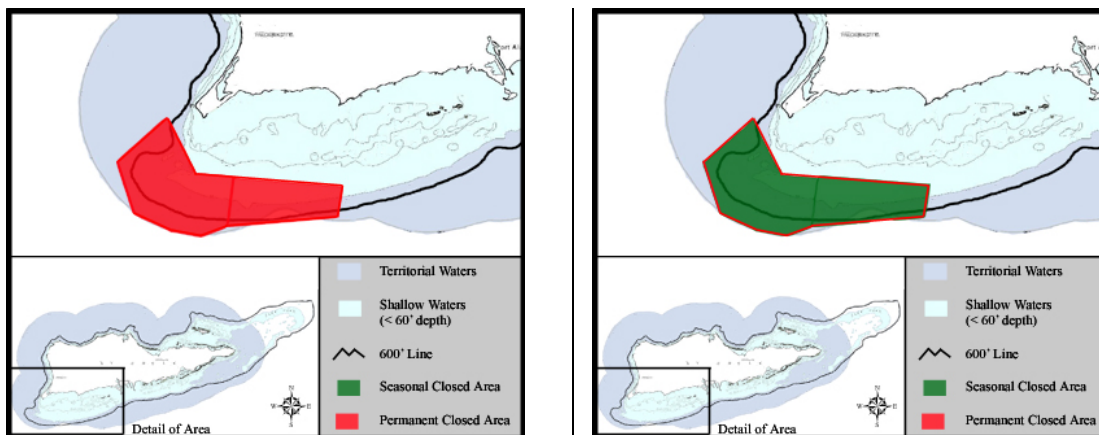 Territorial Waters
Shallow Waters
(< 60' depth)
600' Line
Seasonal Closed Area
Permanent Closed Area
N
W
E
S
Detail of Area
Territorial Waters
Shallow Waters
(< 60' depth)
600' Line
Seasonal Closed Area
Permanent Closed Area
N
W
E
S
Detail of Area